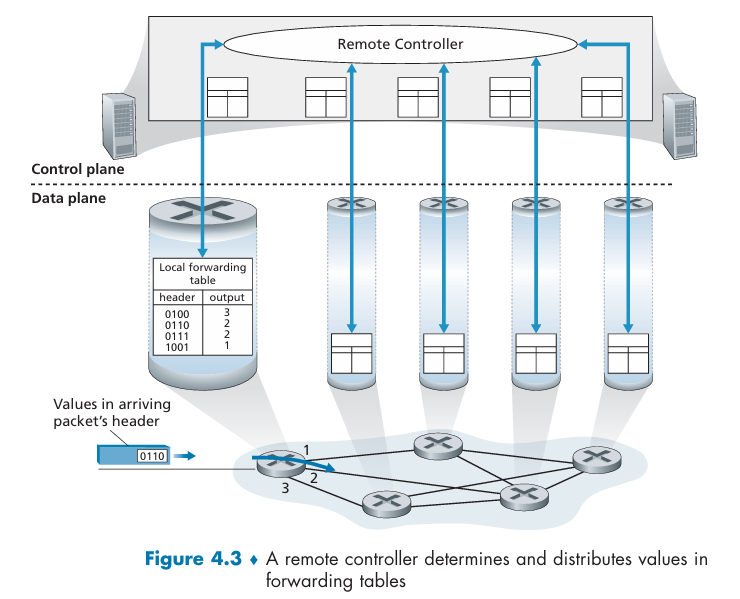 Remote Controller
Control plane
Data plane
Local forwarding
table
header output
0100 3
0110 2
0111 2
1001 1
Values in arriving
packet's header
0110
1
2
3
Figure 4.3 ♦ A remote controller determines and distributes values in
forwarding tables